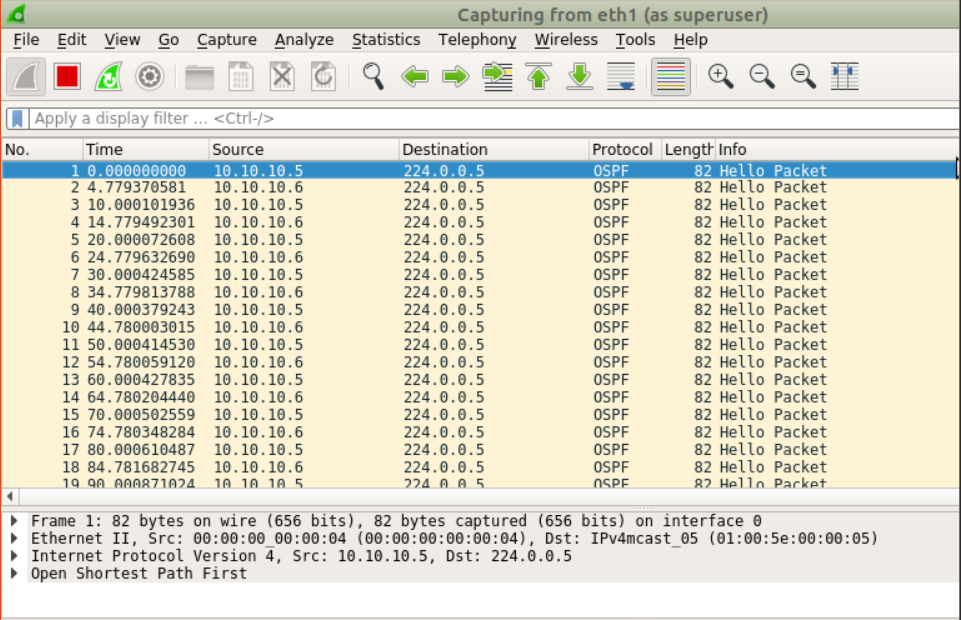 Capturing from eth1 (as superuser)
File Edit View Go Capture Analyze Statistics Telephony Wireless Tools Help
Apply a display filter ... <Ctrl-/>
No. Time Source Destination Protocol Length Info
1 0.000000000 10.10.10.5 224.0.0.5 OSPF 82 Hello Packet
2 4.779370581 10.10.10.6 224.0.0.5 OSPF 82 Hello Packet
3 10.000101936 10.10.10.5 224.0.0.5 OSPF 82 Hello Packet
4 14.779492301 10.10.10.6 224.0.0.5 OSPF 82 Hello Packet
5 20.000072608 10.10.10.5 224.0.0.5 OSPF 82 Hello Packet
6 24.779632690 10.10.10.6 224.0.0.5 OSPF 82 Hello Packet
7 30.000424585 10.10.10.5 224.0.0.5 OSPF 82 Hello Packet
8 34.779813788 10.10.10.6 224.0.0.5 OSPF 82 Hello Packet
9 40.000379243 10.10.10.5 224.0.0.5 OSPF 82 Hello Packet
10 44.780003015 10.10.10.6 224.0.0.5 OSPF 82 Hello Packet
11 50.000414530 10.10.10.5 224.0.0.5 OSPF 82 Hello Packet
12 54.780059120 10.10.10.6 224.0.0.5 OSPF 82 Hello Packet
13 60.000427835 10.10.10.5 224.0.0.5 OSPF 82 Hello Packet
14 64.780204440 10.10.10.6 224.0.0.5 OSPF 82 Hello Packet
15 70.000502559 10.10.10.5 224.0.0.5 OSPF 82 Hello Packet
16 74.780348284 10.10.10.6 224.0.0.5 OSPF 82 Hello Packet
17 80.000610487 10.10.10.5 224.0.0.5 OSPF 82 Hello Packet
18 84.781682745 10.10.10.6 224.0.0.5 OSPF 82 Hello Packet
19 90.000871024 10.10.10.5 224.0.0.5 OSPF 82 Hello Packet
Frame 1: 82 bytes on wire (656 bits), 82 bytes captured (656 bits) on interface 0
Ethernet II, Src: 00:00:00_00:00:04 (00:00:00:00:00:04), Dst: IPv4mcast_05 (01:00:5e:00:00:05)
Internet Protocol Version 4, Src: 10.10.10.5, Dst: 224.0.0.5
Open Shortest Path First